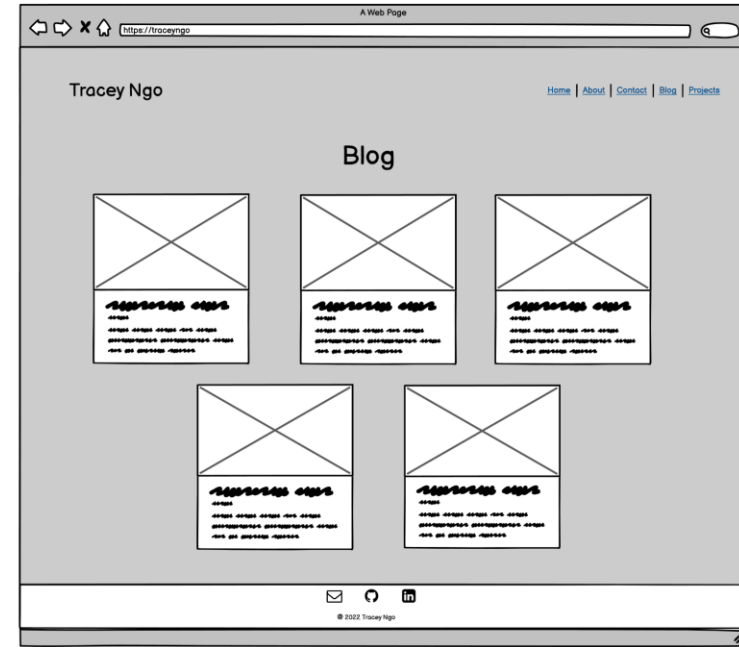 A Web Page
https://traceyngo
Tracey Ngo
Home | About | Contact | Blog | Projects
Blog
@ 2022 Tracey Ngo